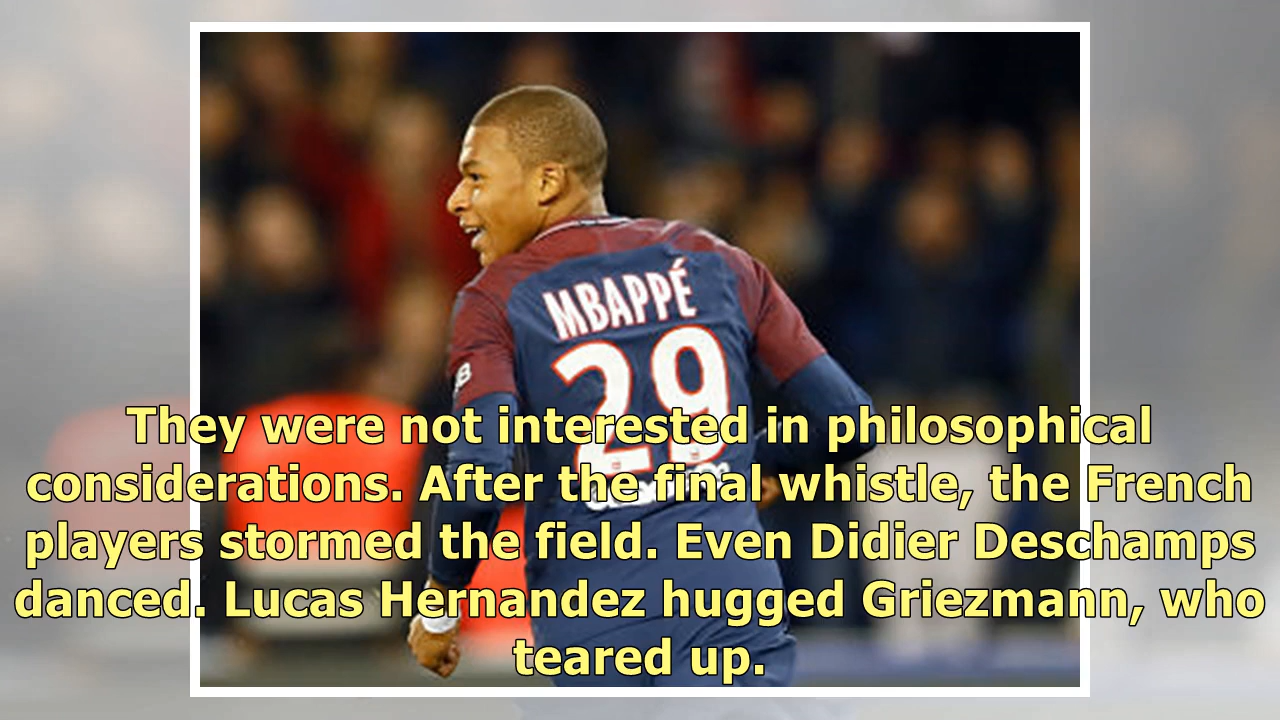 MBAPPÉ
29
They were not interested in philosophical
considerations. After the final whistle, the French
players stormed the field. Even Didier Deschamps
danced. Lucas Hernandez hugged Griezmann, who
teared up.